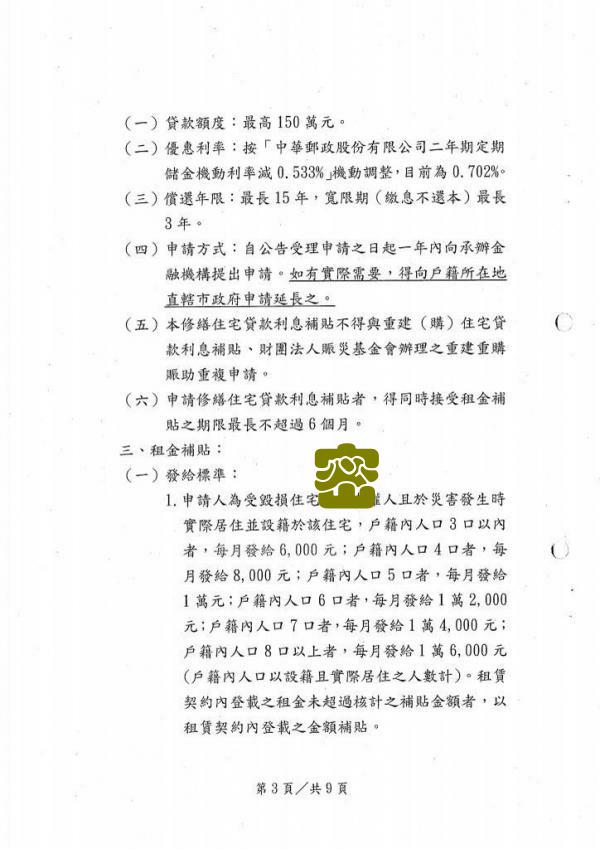 (一)貸款額度：最高150萬元。
(二)優惠利率：按「中華郵政股份有限公司二年期定期
儲金機動利率減0.533%」機動調整，目前為0.702%。
(三)償還年限：最長15年，寬限期（繳息不還本）最長
3年。
(四)申請方式：自公告受理申請之日起一年內向承辦金
融機構提出申請。如有實際需要，得向戶籍所在地
直轄市政府申請延長之。
(五)本修繕住宅貸款利息補貼不得與重建（購）住宅貸
款利息補貼、財團法人賑災基金會辦理之重建重購
賑助重複申請。
(六)申請修繕住宅貸款利息補貼者，得同時接受租金補
貼之期限最長不超過6個月。
三、租金補貼：
(一)發給標準：
1.申請人為受毀損住宅 權人且於災害發生時
實際居住並設籍於該住宅，戶籍內人口3口以內
者，每月發給6,000元；戶籍內人口4口者，每
月發給8,000元；戶籍內人口5口者，每月發給
1萬元；戶籍內人口6口者，每月發給1萬2,000
元；戶籍內人口7口者，每月發給1萬4,000元；
戶籍內人口8口以上者，每月發給1萬6,000元
(戶籍內人口以設籍且實際居住之人數計)。租賃
契約內登載之租金未超過核計之補貼金額者，以
租賃契約內登載之金額補貼。
第3頁／共9頁